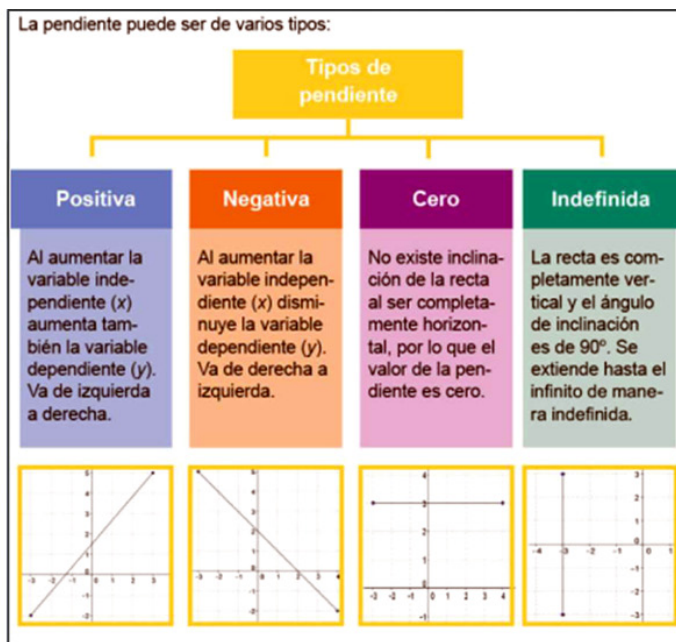 La pendiente puede ser de varios tipos:
Tipos de
pendiente
Positiva
Al aumentar la
variable inde-
pendiente (x)
aumenta tam-
bién la variable
dependiente (y).
Va de izquierda
a derecha.
Negativa
Al aumentar la
variable indepen-
diente (x) dismi-
nuye la variable
dependiente (y).
Va de derecha a
izquierda.
Cero
No existe inclina-
ación de la recta
al ser completa-
mente horizon-
tal, por lo que el
valor de la pen-
diente es cero.
Indefinida
La recta es com-
pletamente ver-
tical y el ángulo
de inclinación
es de 90º. Se
extiende hasta el
infinito de mane-
ra indefinida.